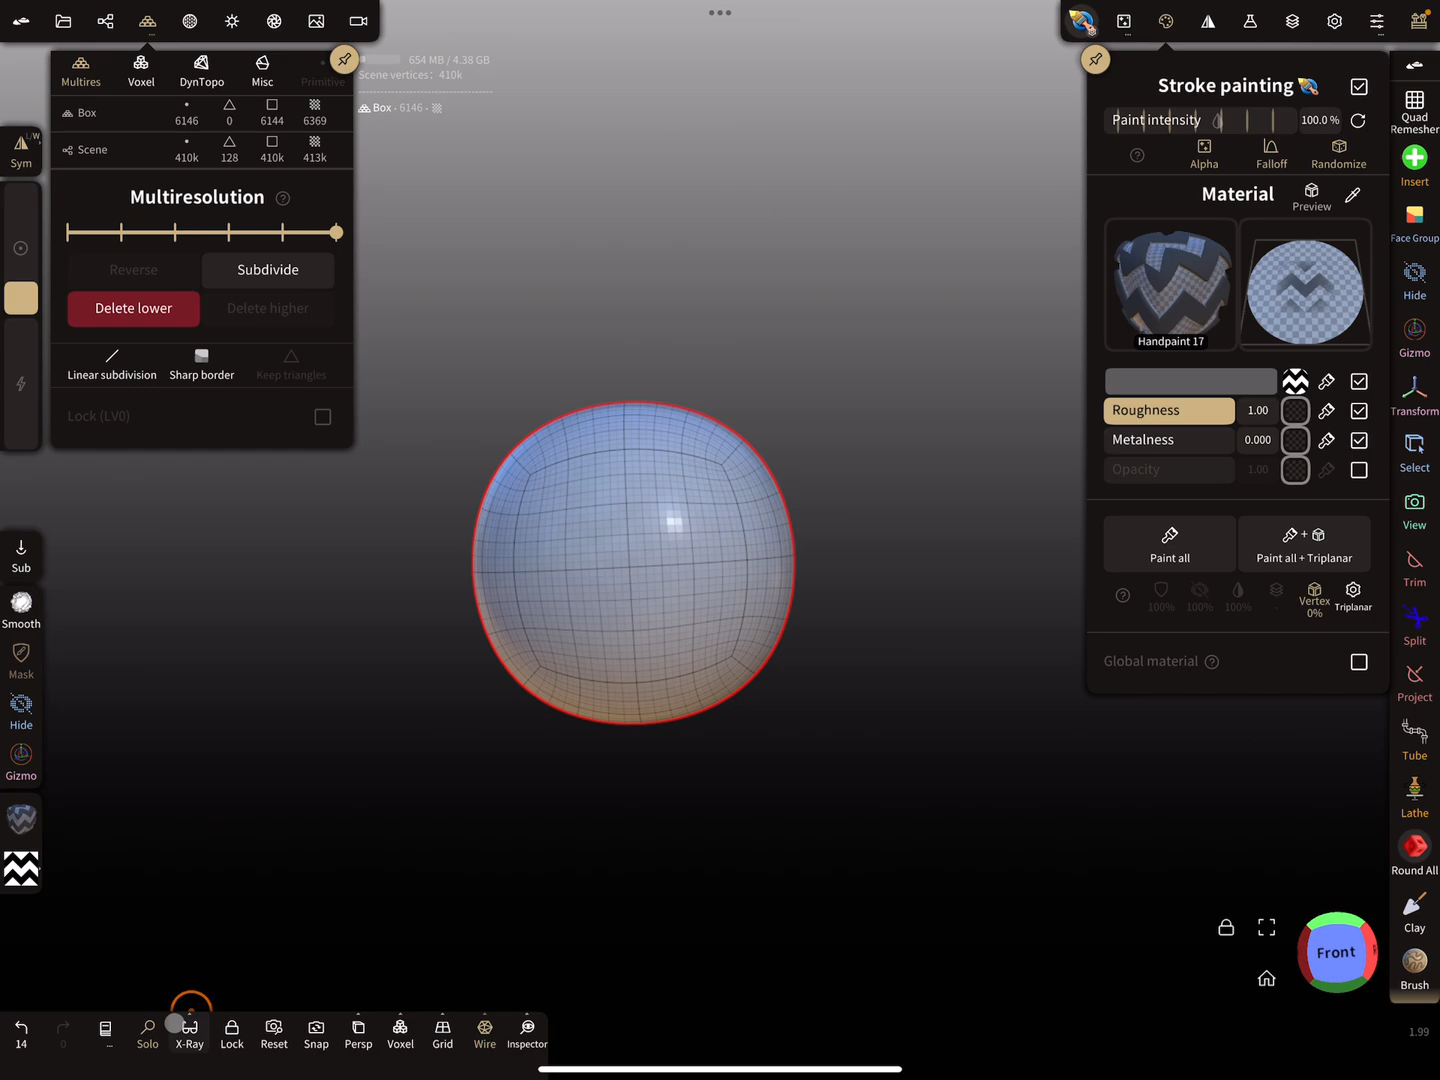 Multires
Voxel
DynTopo
Misc
Primitive
654 MB / 4.38 GB
Scene vertices: 410k
Box
6146
0
6144
6369
Box - 6146 -
Scene
410k
128
410k
413k
L/W
Sym
Multiresolution ?
Reverse
Subdivide
Delete lower
Delete higher
Linear subdivision
Sharp border
Keep triangles
Lock (LV0)
Sub
Smooth
Mask
Hide
Gizmo
Stroke painting
Paint intensity
100.0 %
?
Alpha
Falloff
Randomize
Material
Preview
Handpaint 17
Roughness
1.00
Metalness
0.000
Opacity
1.00
Paint all
+
Paint all + Triplanar
?
100%
100%
100%
-
Vertex
0%
Triplanar
Global material ?
Quad
Remesher
Insert
Face Group
Hide
Gizmo
Transform
Select
View
Trim
Split
Project
Tube
Lathe
Round All
Clay
Brush
Front
14
0
...
Solo
X-Ray
Lock
Reset
Snap
Persp
Voxel
Grid
Wire
Inspector
1.99